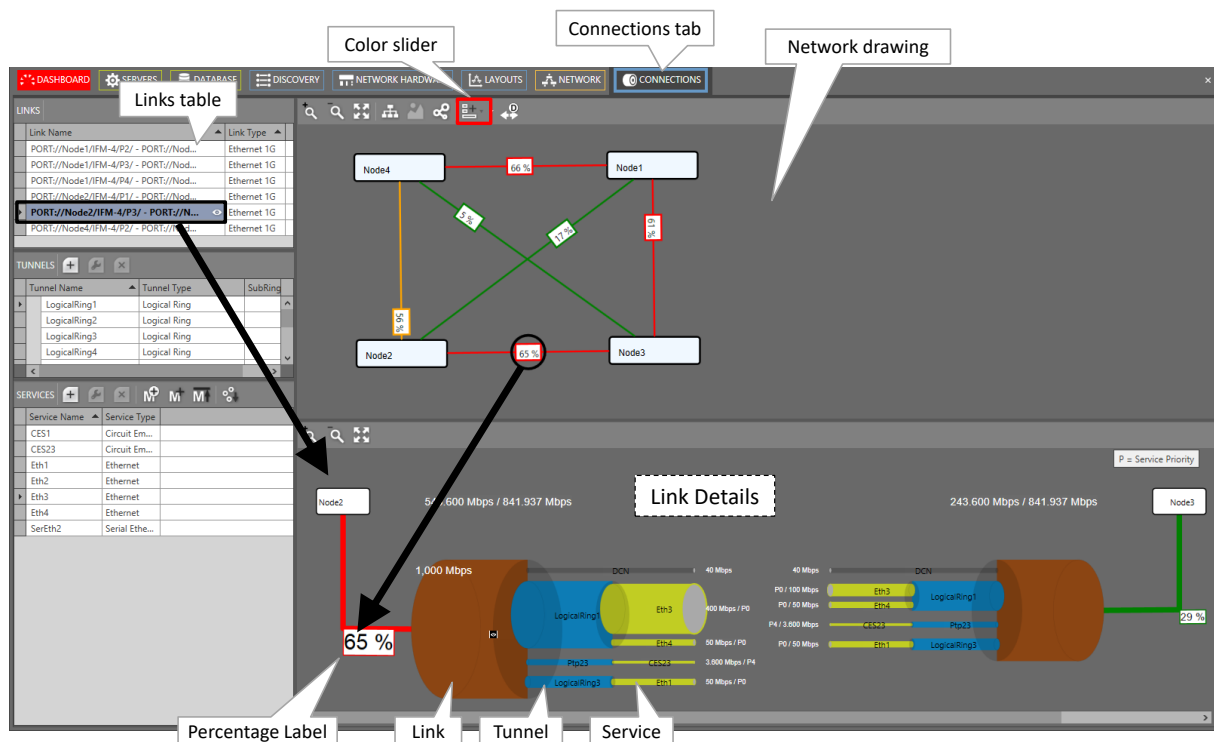 Connections tab
Color slider
Network drawing
DASHBOARD
SERVERS
DATABASE
DISCOVERY
NETWORK HARDWA
LAYOUTS
NETWORK
CONNECTIONS
Links table
LINKS
Link Name Link Type
PORT://Node1/IFM-4/P2/ - PORT://Nod... Ethernet 1G
PORT://Node1/IFM-4/P3/ - PORT://Nod... Ethernet 1G
PORT://Node1/IFM-4/P4/ - PORT://Nod... Ethernet 1G
PORT://Node2/IFM-4/P1/ - PORT://Nod... Ethernet 1G
PORT://Node2/IFM-4/P3/ - PORT://N... Ethernet 1G
PORT://Node4/IFM-4/P2/ - PORT://Nod... Ethernet 1G
TUNNELS
Tunnel Name Tunnel Type SubRing
LogicalRing1 Logical Ring
LogicalRing2 Logical Ring
LogicalRing3 Logical Ring
LogicalRing4 Logical Ring
SERVICES
Service Name Service Type
CES1 Circuit Em...
CES23 Circuit Em...
Eth1 Ethernet
Eth2 Ethernet
Eth3 Ethernet
Eth4 Ethernet
SerEth2 Serial Ethe...
Node4
66 %
Node1
5 %
17 %
61 %
56 %
Node2
65 %
Node3
P = Service Priority
Node2
.600 Mbps / 841.937 Mbps
Link Details
243.600 Mbps / 841.937 Mbps
Node3
1,000 Mbps
DCN
40 Mbps
LogicalRing1
Eth3
400 Mbps / P0
Eth4
50 Mbps / P0
Ptp23
CES23
3.600 Mbps / P4
LogicalRing3
Eth1
50 Mbps / P0
65 %
40 Mbps
DCN
P0 / 100 Mbps
Eth3
LogicalRing1
P0 / 50 Mbps
Eth4
P4 / 3.600 Mbps
CES23
Ptp23
P0 / 50 Mbps
Eth1
LogicalRing3
29 %
Percentage Label
Link
Tunnel
Service